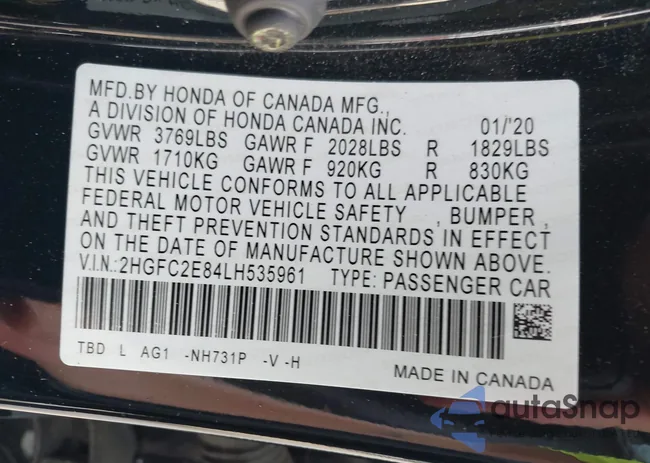 MFD.BY HONDA OF CANADA MFG.,
A DIVISION OF HONDA CANADA INC. 01/'20
GVWR 3769LBS GAWR F 2028LBS R 1829LBS
GVWR 1710KG GAWR F 920KG R 830KG
THIS VEHICLE CONFORMS TO ALL APPLICABLE
FEDERAL MOTOR VEHICLE SAFETY , BUMPER ,
AND THEFT PREVENTION STANDARDS IN EFFECT
ON THE DATE OF MANUFACTURE SHOWN ABOVE.
V.I.N.:2HGFC2E84LH535961 TYPE: PASSENGER CAR
TBD L AG1 -NH731P -V -H
MADE IN CANADA
autoSnap